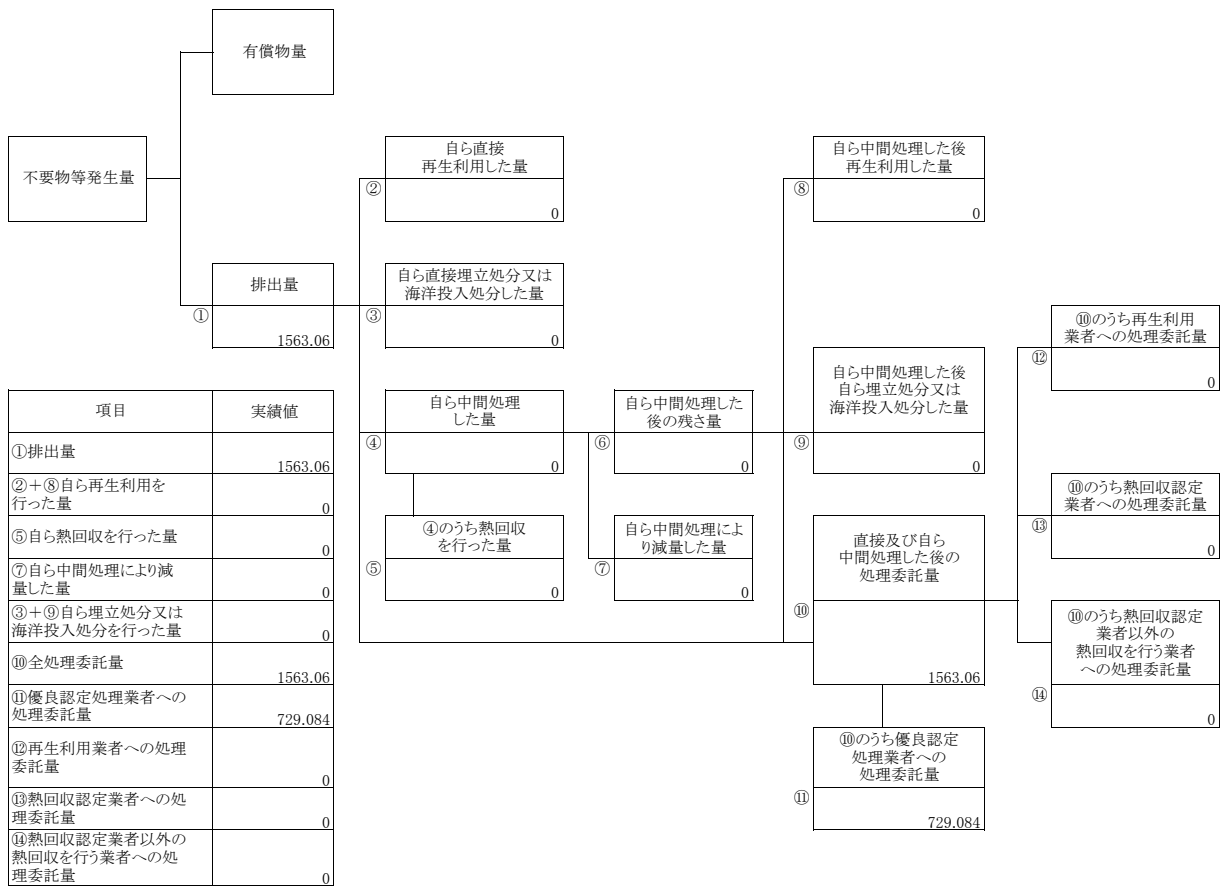 有償物量
不要物等発生量
排出量
①
1563.06
自ら直接
再生利用した量
②
0
自ら直接埋立処分又は
海洋投入処分した量
③
0
自ら中間処理
した量
④
0
④のうち熱回収
を行った量
⑤
0
自ら中間処理した
後の残さ量
⑥
0
自ら中間処理によ
り減量した量
⑦
0
自ら中間処理した後
再生利用した量
⑧
0
自ら中間処理した後
自ら埋立処分又は
海洋投入処分した量
⑨
0
直接及び自ら
中間処理した後の
処理委託量
⑩
1563.06
⑩のうち優良認定
処理業者への
処理委託量
⑪
729.084
⑩のうち再生利用
業者への処理委託量
⑫
0
⑩のうち熱回収認定
業者への処理委託量
⑬
0
⑩のうち熱回収認定
業者以外の
熱回収を行う業者
への処理委託量
⑭
0
項目 実績値
①排出量
1563.06
②+⑧自ら再生利用を
行った量
0
⑤自ら熱回収を行った量
0
⑦自ら中間処理により減
量した量
0
③+⑨自ら埋立処分又は
海洋投入処分を行った量
0
⑩全処理委託量
1563.06
⑪優良認定処理業者への
処理委託量
729.084
⑫再生利用業者への処理
委託量
0
⑬熱回収認定業者への処
理委託量
0
⑭熱回収認定業者以外の
熱回収を行う業者への処
理委託量
0